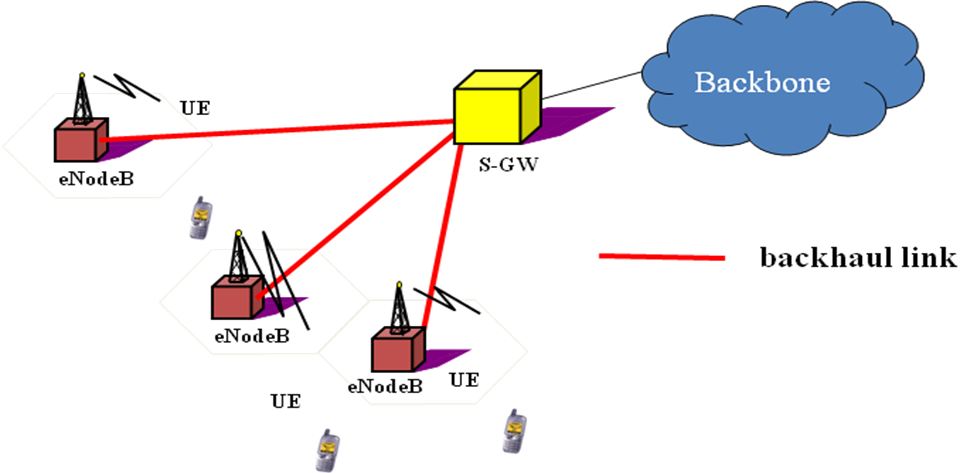 Backbone
UE
S-GW
eNodeB
backhaul link
eNodeB
UE
eNodeB
UE